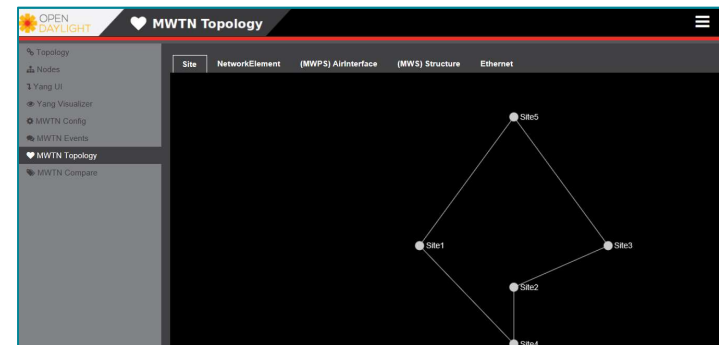 OPEN
DAYLIGHT
MWTN Topology
Topology
Nodes
Yang UI
Yang Visualizer
MWTN Config
MWTN Events
MWTN Topology
MWTN Compare
Site NetworkElement (MWPS) AirInterface (MWS) Structure Ethernet
Site5
Site1
Site3
Site2
Site4